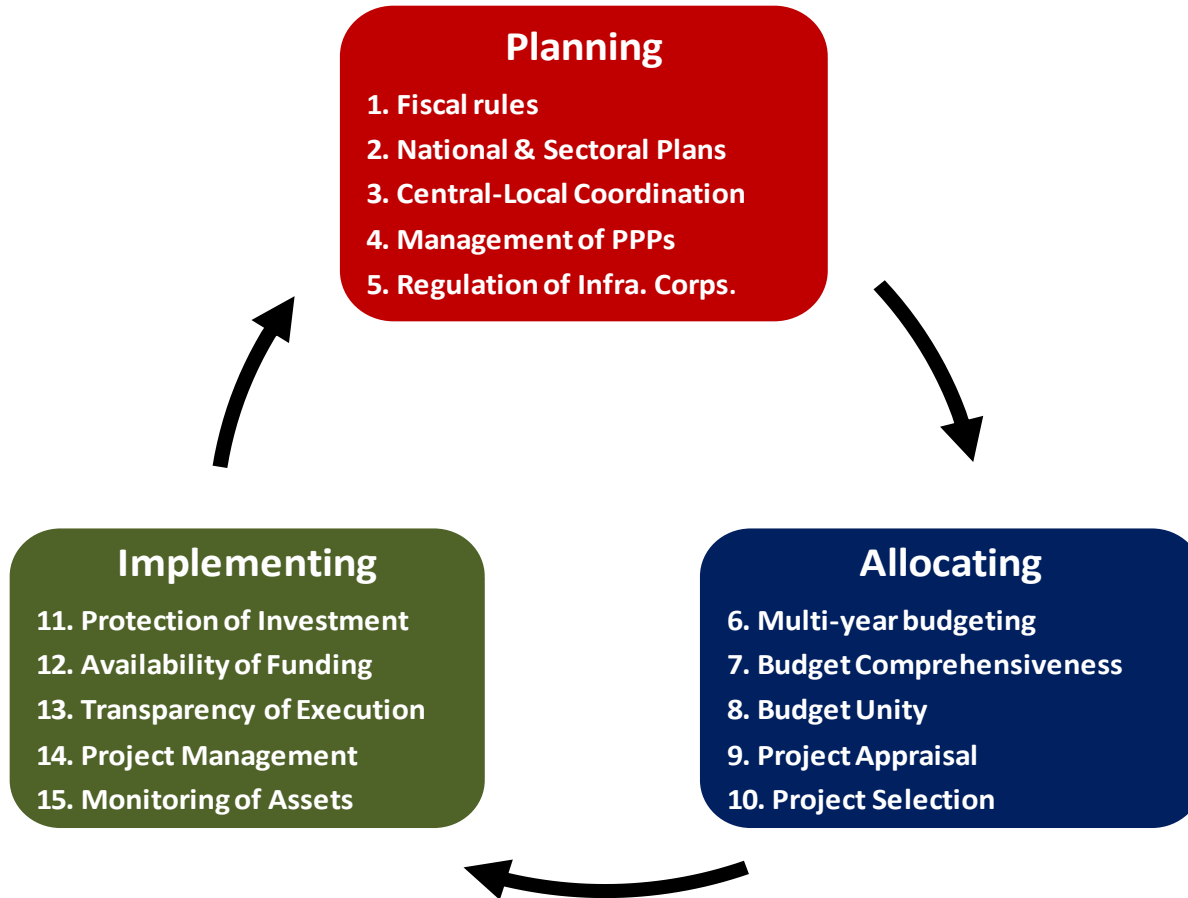 Planning
1. Fiscal rules
2. National & Sectoral Plans
3. Central-Local Coordination
4. Management of PPPs
5. Regulation of Infra. Corps.
Allocating
6. Multi-year budgeting
7. Budget Comprehensiveness
8. Budget Unity
9. Project Appraisal
10. Project Selection
Implementing
11. Protection of Investment
12. Availability of Funding
13. Transparency of Execution
14. Project Management
15. Monitoring of Assets